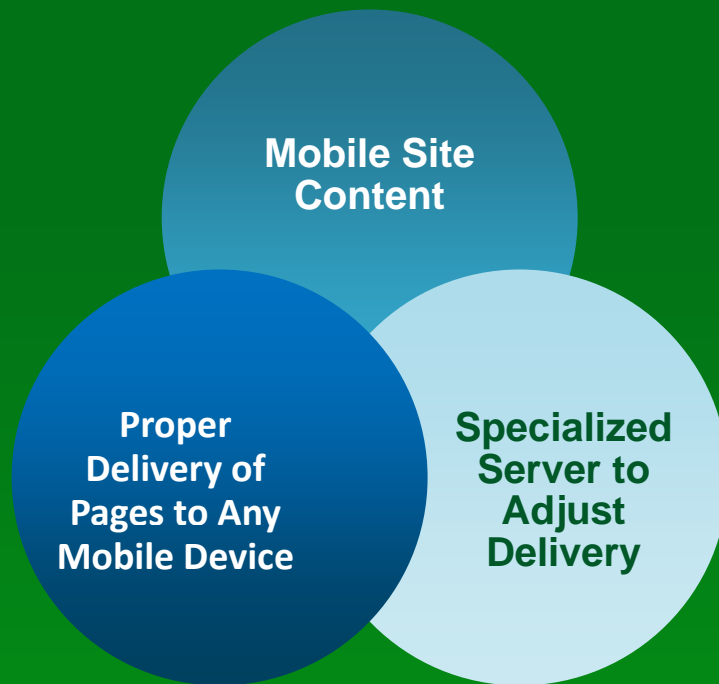 Mobile Site
Content
Proper
Delivery of
Pages to Any
Mobile Device
Specialized
Server to
Adjust
Delivery